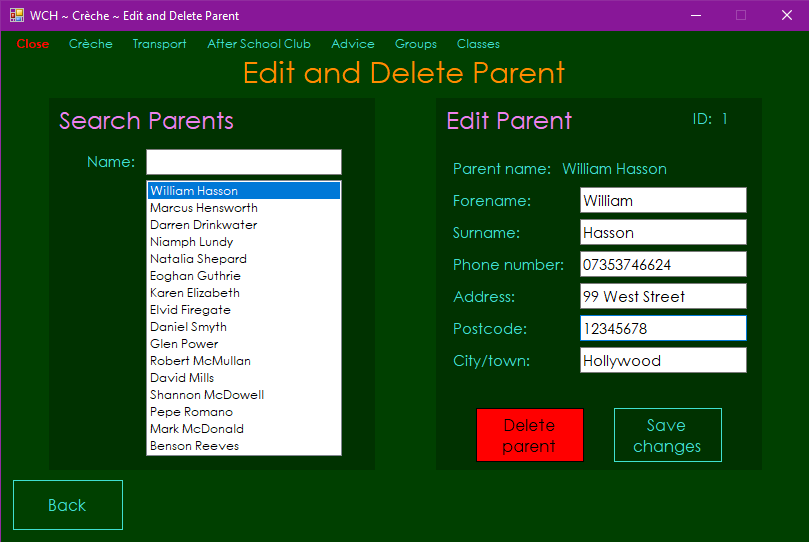 WCH ~ Crèche ~ Edit and Delete Parent
Close Crèche Transport After School Club Advice Groups Classes
Edit and Delete Parent
Search Parents
Name:
William Hasson
Marcus Hensworth
Darren Drinkwater
Niamph Lundy
Natalia Shepard
Eoghan Guthrie
Karen Elizabeth
Elvid Firegate
Daniel Smyth
Glen Power
Robert McMullan
David Mills
Shannon McDowell
Pepe Romano
Mark McDonald
Benson Reeves
Edit Parent ID: 1
Parent name: William Hasson
Forename: William
Surname: Hasson
Phone number: 07353746624
Address: 99 West Street
Postcode: 12345678
City/town: Hollywood
Delete
parent
Save
changes
Back